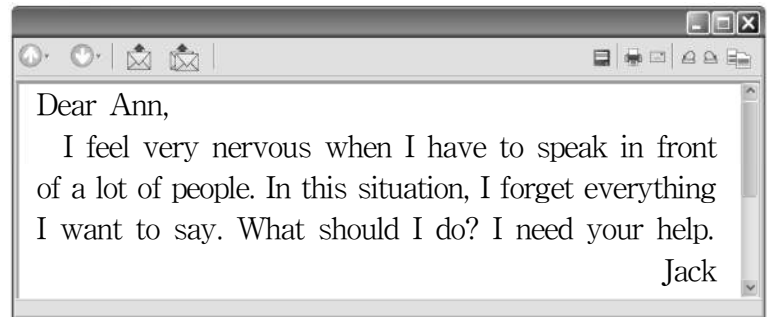 Dear Ann,
I feel very nervous when I have to speak in front
of a lot of people. In this situation, I forget everything
I want to say. What should I do? I need your help.
Jack